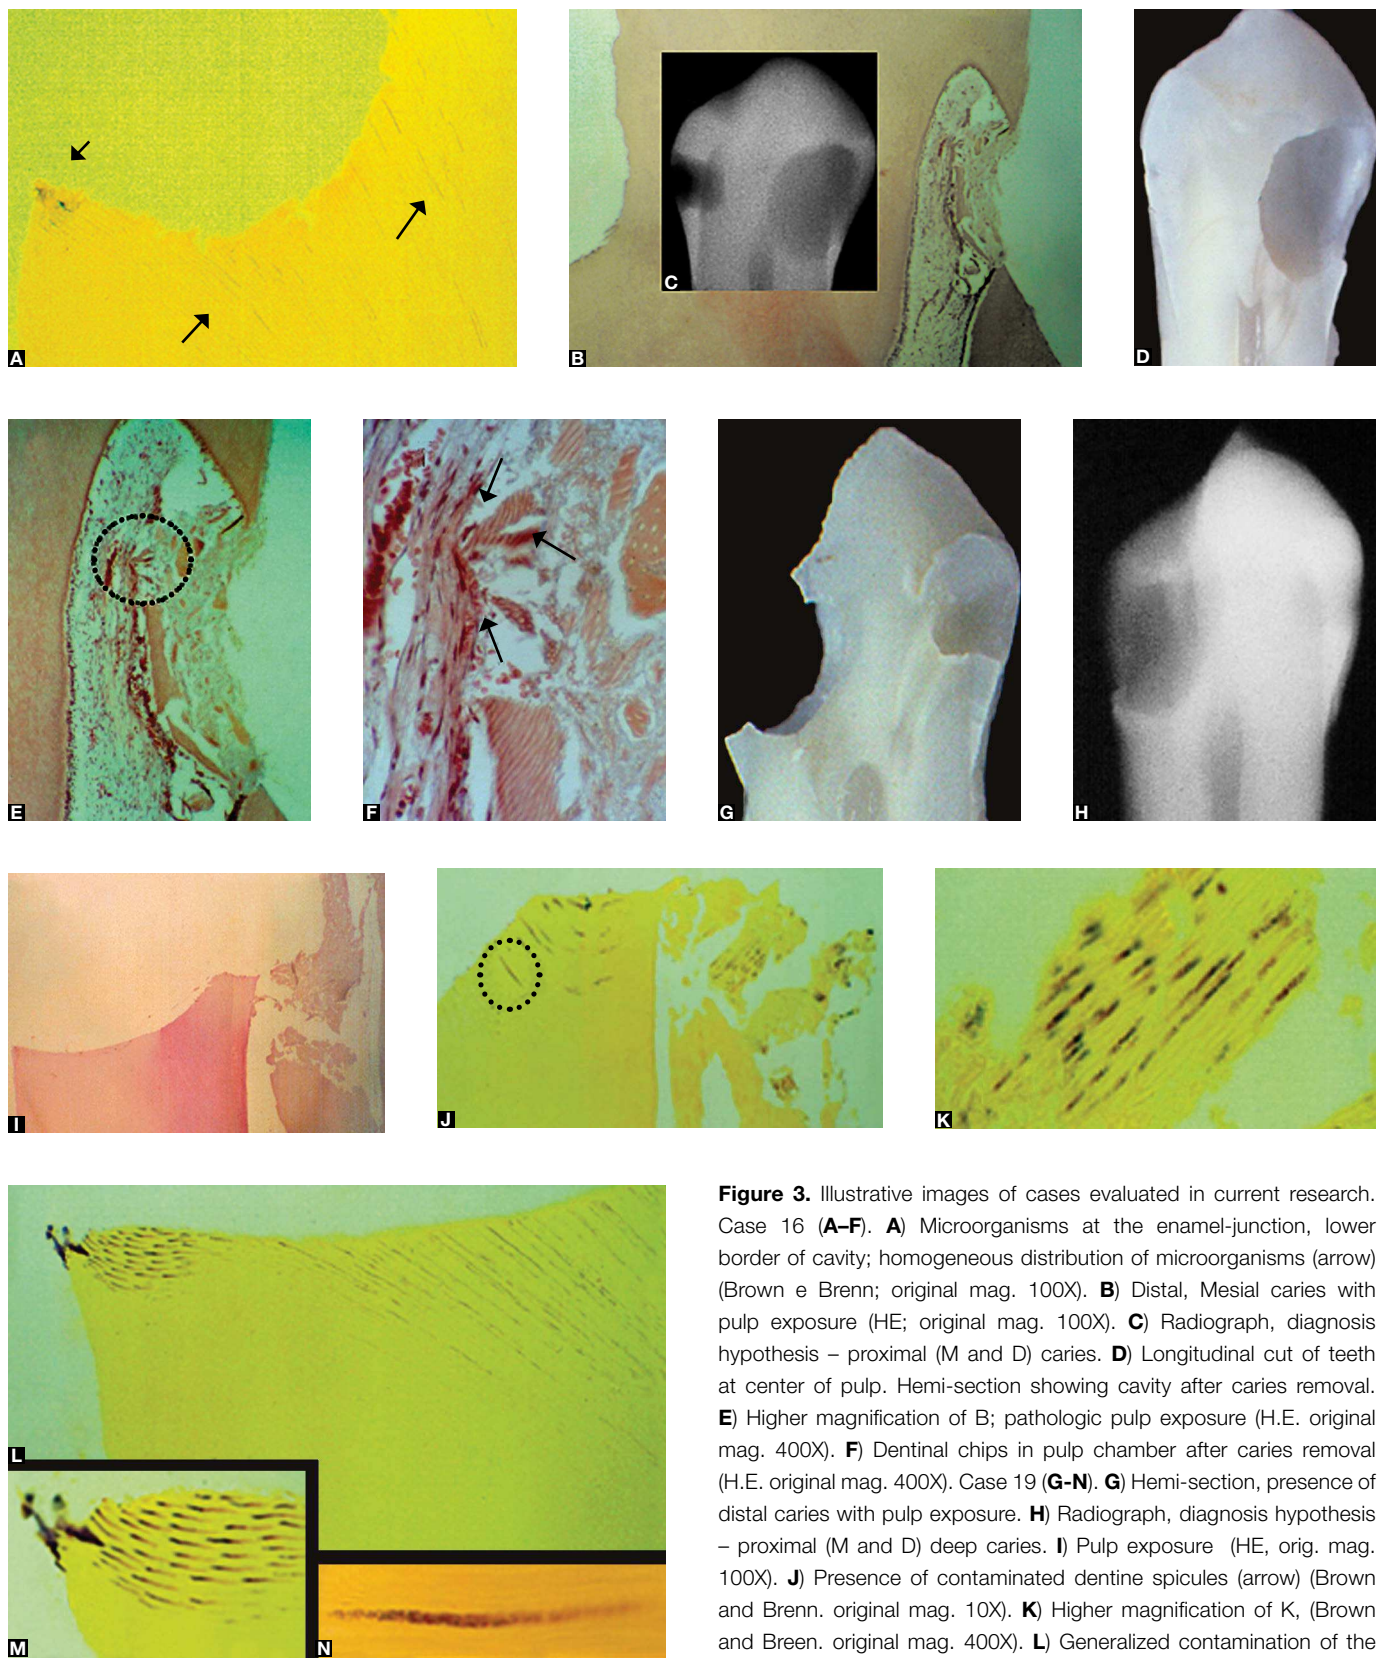 A
B
C
D
E
F
G
H
I
J
K
L
M
N
Figure 3. Illustrative images of cases evaluated in current research.
Case 16 (A–F). A) Microorganisms at the enamel-junction, lower
border of cavity; homogeneous distribution of microorganisms (arrow)
(Brown e Brenn; original mag. 100X). B) Distal, Mesial caries with
pulp exposure (HE; original mag. 100X). C) Radiograph, diagnosis
hypothesis – proximal (M and D) caries. D) Longitudinal cut of teeth
at center of pulp. Hemi-section showing cavity after caries removal.
E) Higher magnification of B; pathologic pulp exposure (H.E. original
mag. 400X). F) Dentinal chips in pulp chamber after caries removal
(H.E. original mag. 400X). Case 19 (G-N). G) Hemi-section, presence of
distal caries with pulp exposure. H) Radiograph, diagnosis hypothesis
– proximal (M and D) deep caries. I) Pulp exposure (HE, orig. mag.
100X). J) Presence of contaminated dentine spicules (arrow) (Brown
and Brenn. original mag. 10X). K) Higher magnification of K, (Brown
and Breen. original mag. 400X). L) Generalized contamination of the